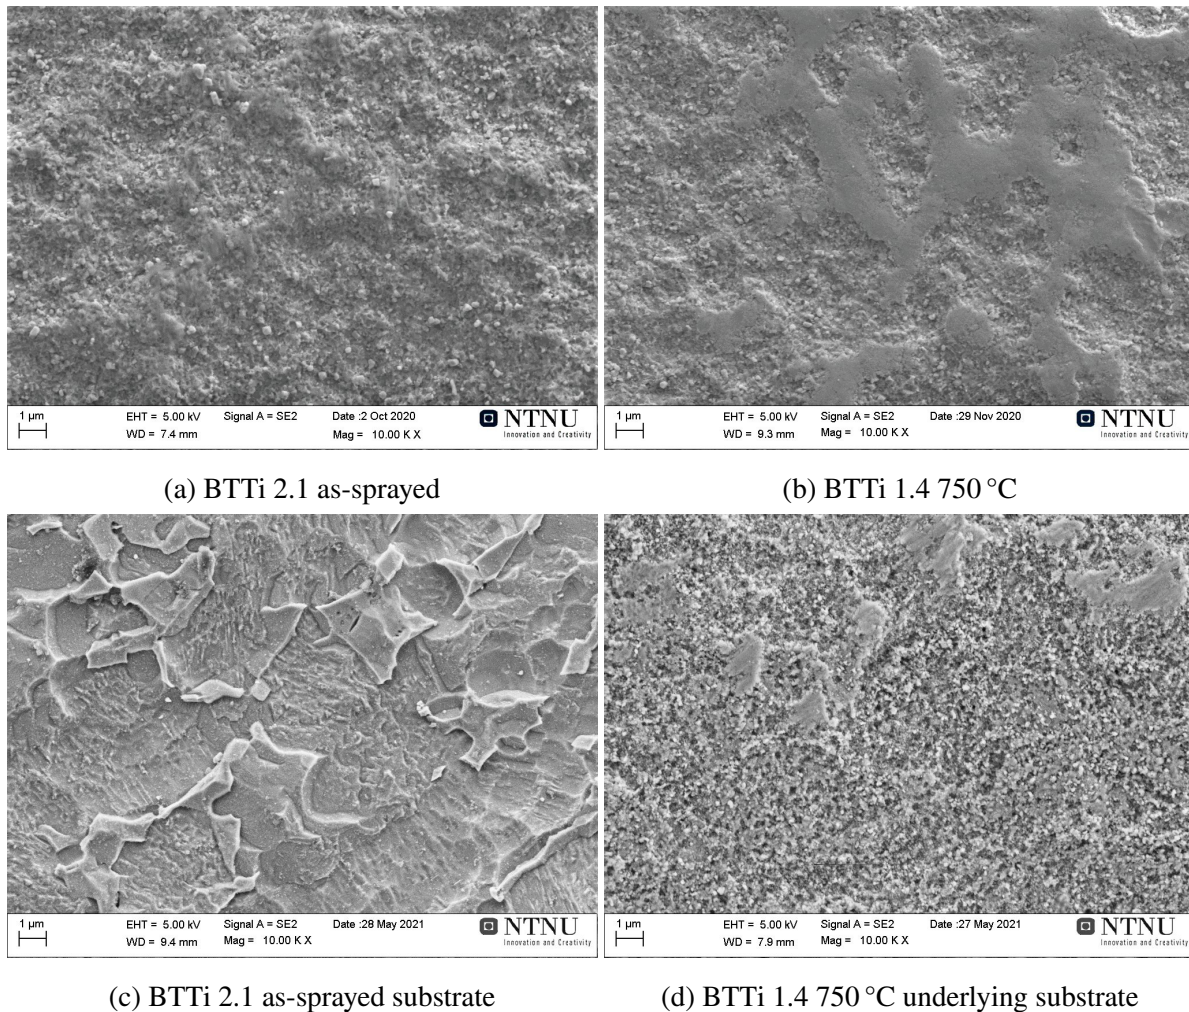 1 µm EHT = 5.00 kV Signal A = SE2 Date :2 Oct 2020 NTNU
WD = 7.4 mm Mag = 10.00 K X Innovation and Creativity
1 µm EHT = 5.00 kV Signal A = SE2 Date :29 Nov 2020 NTNU
WD = 9.3 mm Mag = 10.00 K X Innovation and Creativity
(a) BTTi 2.1 as-sprayed
(b) BTTi 1.4 750 °C
1 µm EHT = 5.00 kV Signal A = SE2 Date :28 May 2021 NTNU
WD = 9.4 mm Mag = 10.00 K X Innovation and Creativity
1 µm EHT = 5.00 kV Signal A = SE2 Date :27 May 2021 NTNU
WD = 7.9 mm Mag = 10.00 K X Innovation and Creativity
(c) BTTi 2.1 as-sprayed substrate
(d) BTTi 1.4 750 °C underlying substrate